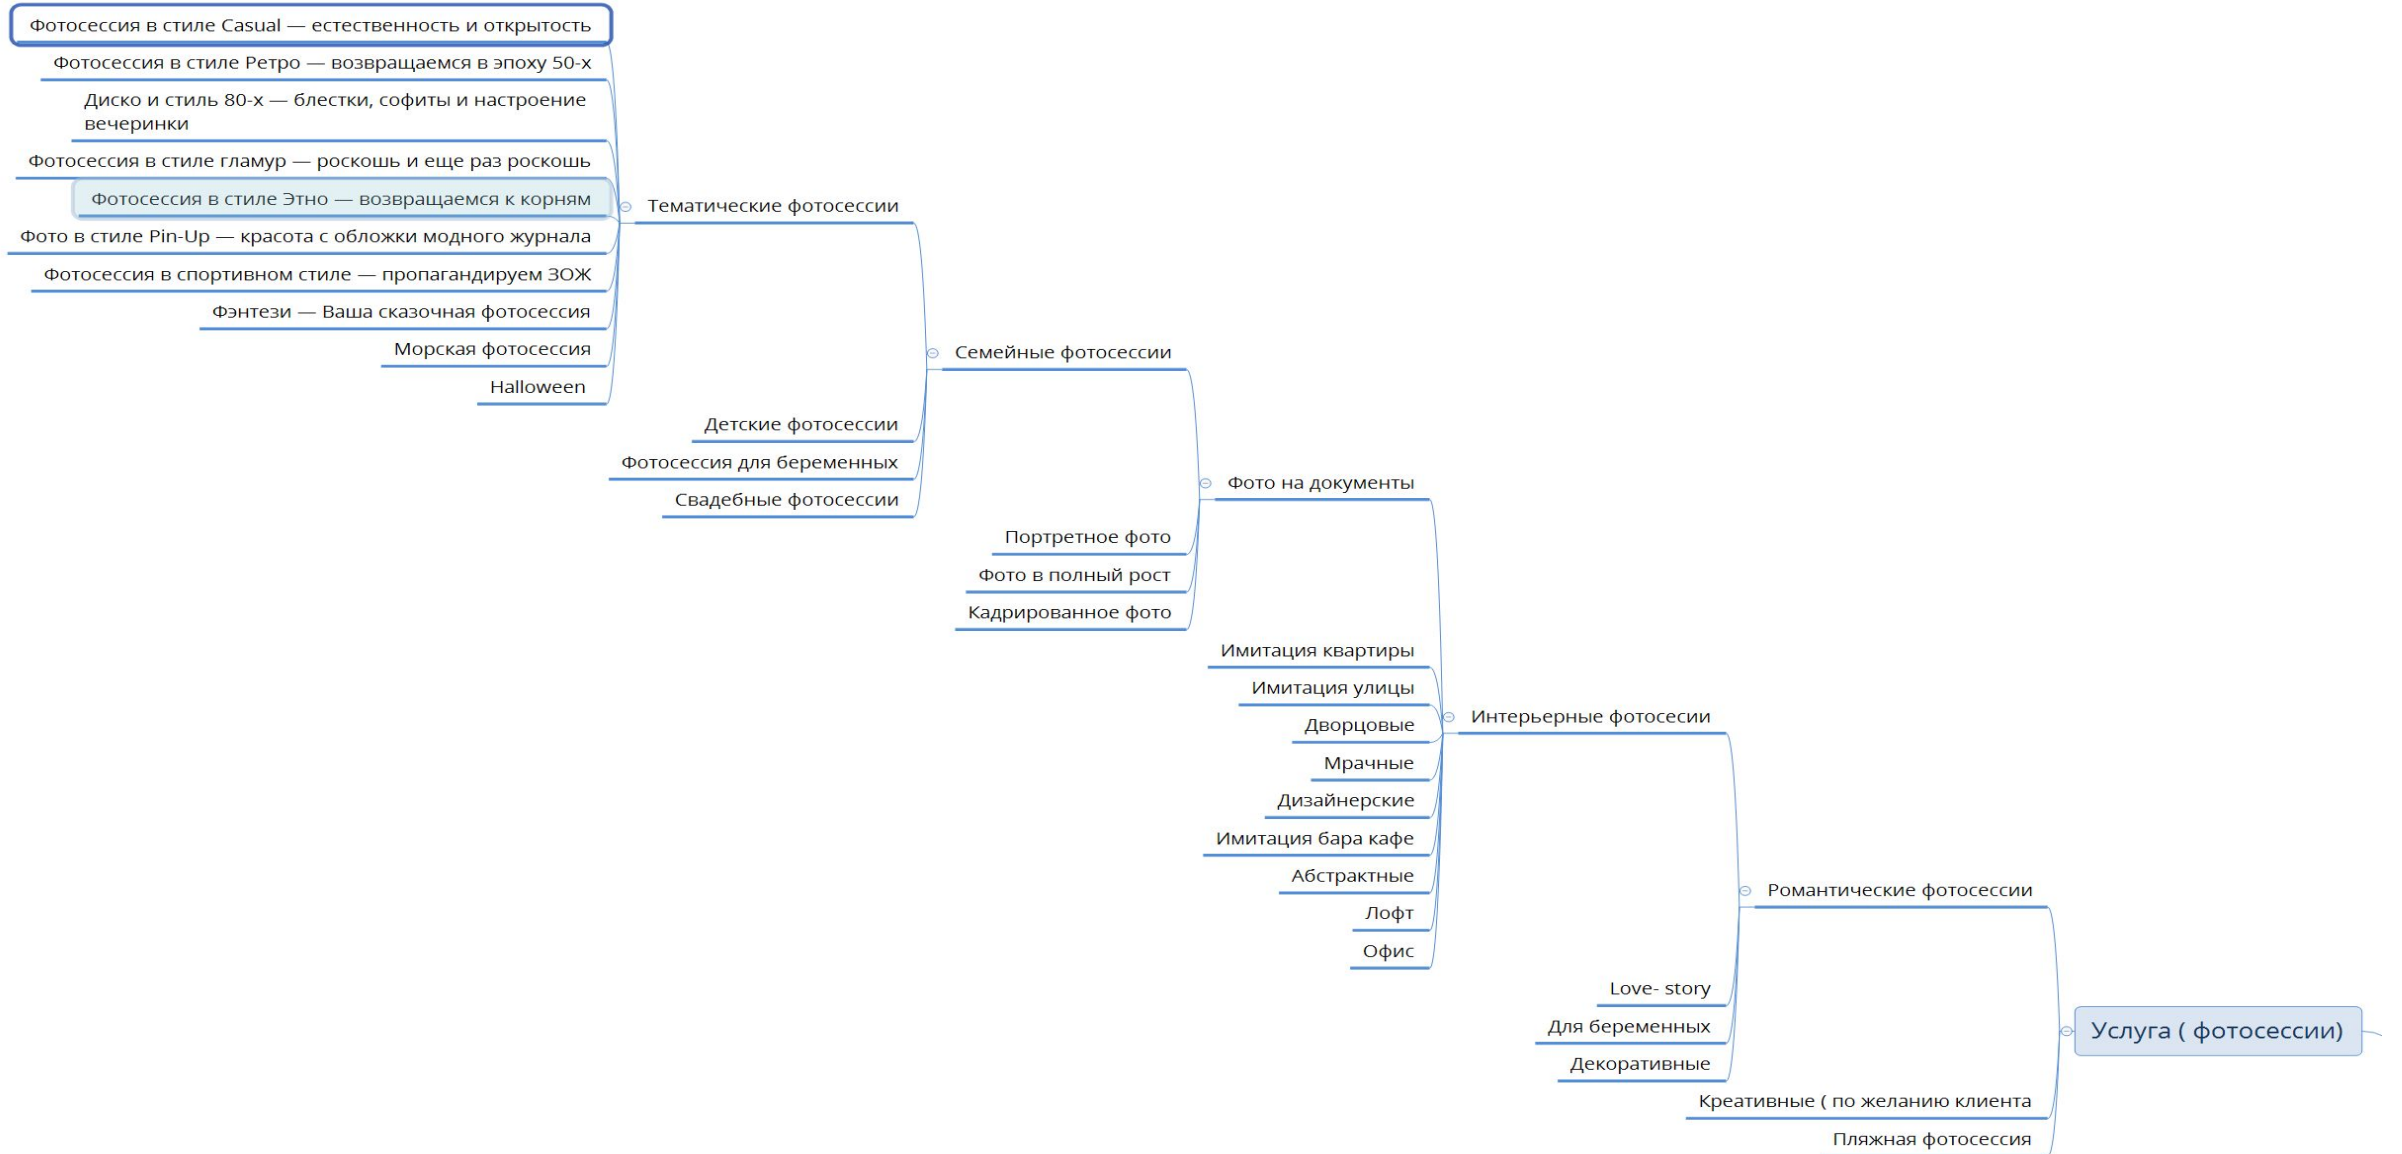 Фотосессия в стиле Casual — естественность и открытость
Фотосессия в стиле Ретро — возвращаемся в эпоху 50-х
Диско и стиль 80-х — блестки, софиты и настроение
вечеринки
Фотосессия в стиле гламур — роскошь и еще раз роскошь
Фотосессия в стиле Этно — возвращаемся к корням
Фото в стиле Pin-Up — красота с обложки модного журнала
Фотосессия в спортивном стиле — пропагандируем ЗОЖ
Фэнтези — Ваша сказочная фотосессия
Морская фотосессия
Halloween
Тематические фотосессии
Детские фотосессии
Фотосессия для беременных
Свадебные фотосессии
Семейные фотосессии
Портретное фото
Фото в полный рост
Кадрированное фото
Фото на документы
Имитация квартиры
Имитация улицы
Дворцовые
Мрачные
Дизайнерские
Имитация бара кафе
Абстрактные
Лофт
Офис
Интерьерные фотосесии
Love- story
Для беременных
Декоративные
Романтические фотосессии
Креативные ( по желанию клиента
Пляжная фотосессия
Услуга ( фотосессии)